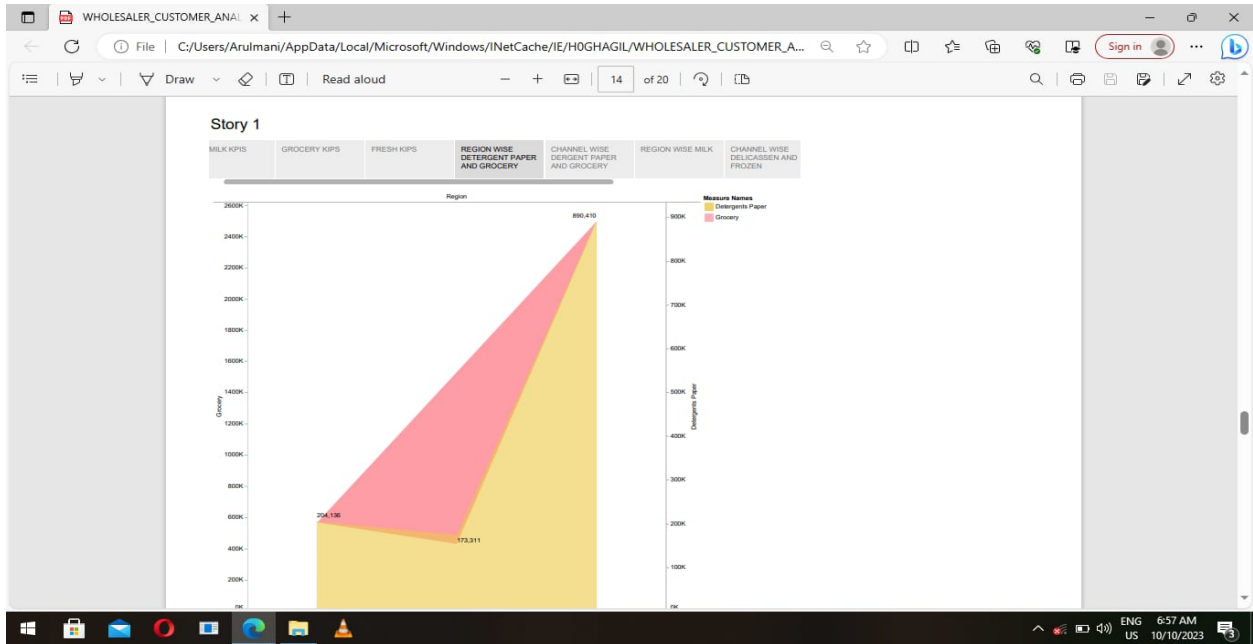 WHOLESALER_CUSTOMER_ANAL
File
C:/Users/Arulmani/AppData/Local/Microsoft/Windows/INetCache/IE/H0GHAGIL/WHOLESALER_CUSTOMER_A...
Sign in
Draw
Read aloud
14
of 20
Story 1
MILK KPIS
GROCERY KIPS
FRESH KIPS
REGION WISE
DETERGENT PAPER
AND GROCERY
CHANNEL WISE
DERGENT PAPER
AND GROCERY
REGION WISE MILK
CHANNEL WISE
DELICASSEN AND
FROZEN
Region
Measure Names
Detergents Paper
Grocery
2600K
2400K
2200K
2000K
1800K
1600K
1400K
1200K
1000K
800K
600K
400K
200K
0K
Grocery
890,410
204,136
173,311
900K
800K
700K
600K
500K
400K
300K
200K
100K
0K
Detergents Paper
ENG
US
6:57 AM
10/10/2023
3